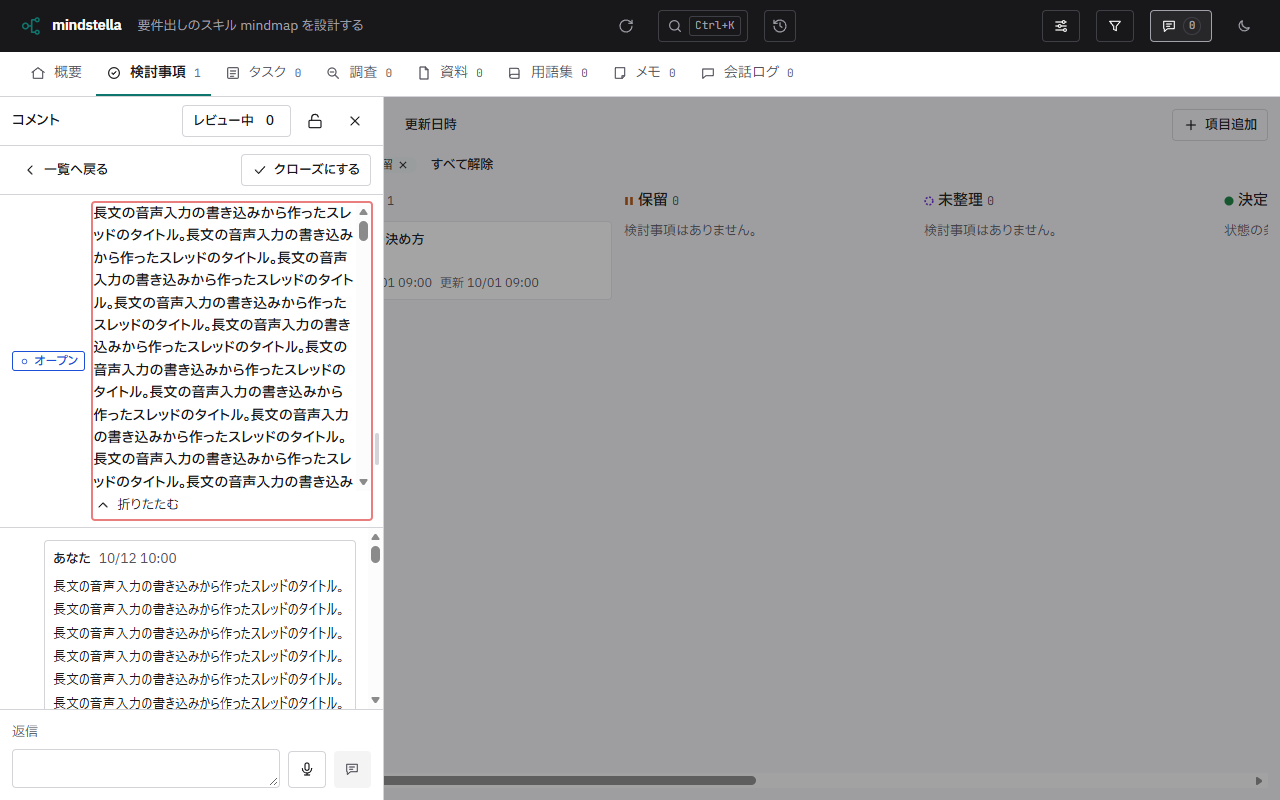 mindstella 要件出しのスキル mindmap を設計する Ctrl+K 0
概要 検討事項 1 タスク 0 調査 0 資料 0 用語集 0 メモ 0 会話ログ 0
コメント レビュー中 0
一覧へ戻る クローズにする
オープン
長文の音声入力の書き込みから作ったスレ
ッドのタイトル。長文の音声入力の書き込み
から作ったスレッドのタイトル。長文の音声
入力の書き込みから作ったスレッドのタイト
ル。長文の音声入力の書き込みから作った
スレッドのタイトル。長文の音声入力の書き
込みから作ったスレッドのタイトル。長文の
音声入力の書き込みから作ったスレッドの
タイトル。長文の音声入力の書き込みから
作ったスレッドのタイトル。長文の音声入力
の書き込みから作ったスレッドのタイトル。
長文の音声入力の書き込みから作ったスレ
ッドのタイトル。長文の音声入力の書き込み
折りたたむ
あなた 10/12 10:00
長文の音声入力の書き込みから作ったスレッドのタイトル。
長文の音声入力の書き込みから作ったスレッドのタイトル。
長文の音声入力の書き込みから作ったスレッドのタイトル。
長文の音声入力の書き込みから作ったスレッドのタイトル。
長文の音声入力の書き込みから作ったスレッドのタイトル。
長文の音声入力の書き込みから作ったスレッドのタイトル。
返信
更新日時 項目追加
留 すべて解除
1 保留 0 未整理 0 決定
決め方 検討事項はありません。 検討事項はありません。 状態の
01 09:00 更新 10/01 09:00